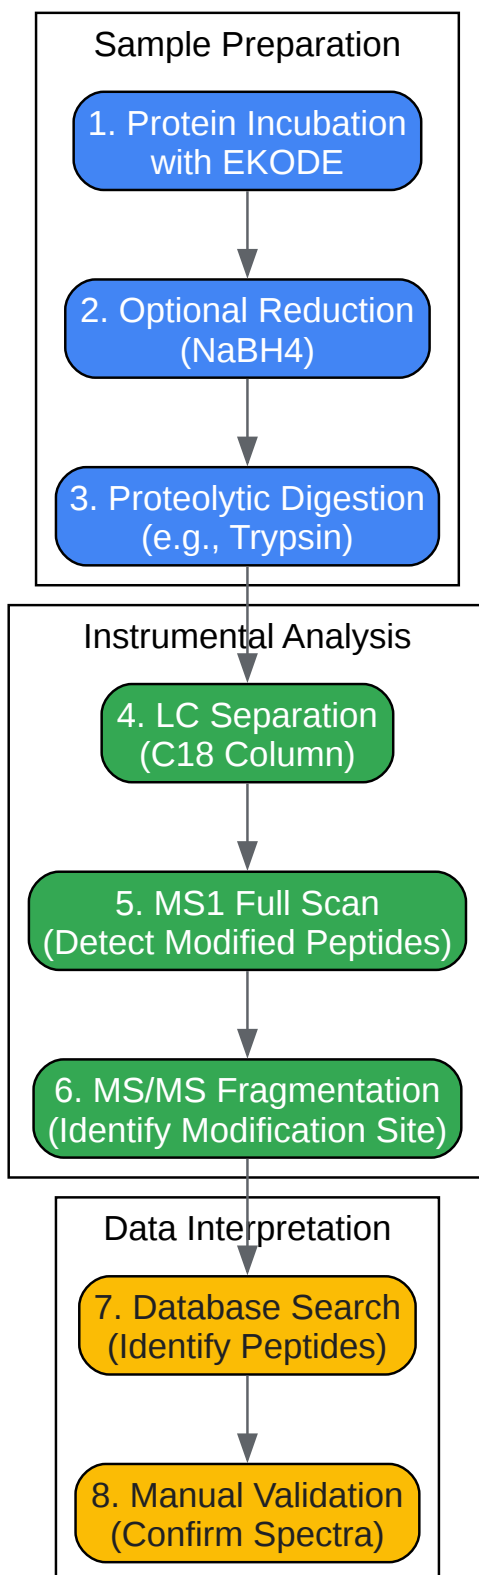 Sample Preparation
1. Protein Incubation
with EKODE
2. Optional Reduction
(NaBH4)
3. Proteolytic Digestion
(e.g., Trypsin)
Instrumental Analysis
4. LC Separation
(C18 Column)
5. MS1 Full Scan
(Detect Modified Peptides)
6. MS/MS Fragmentation
(Identify Modification Site)
Data Interpretation
7. Database Search
(Identify Peptides)
8. Manual Validation
(Confirm Spectra)